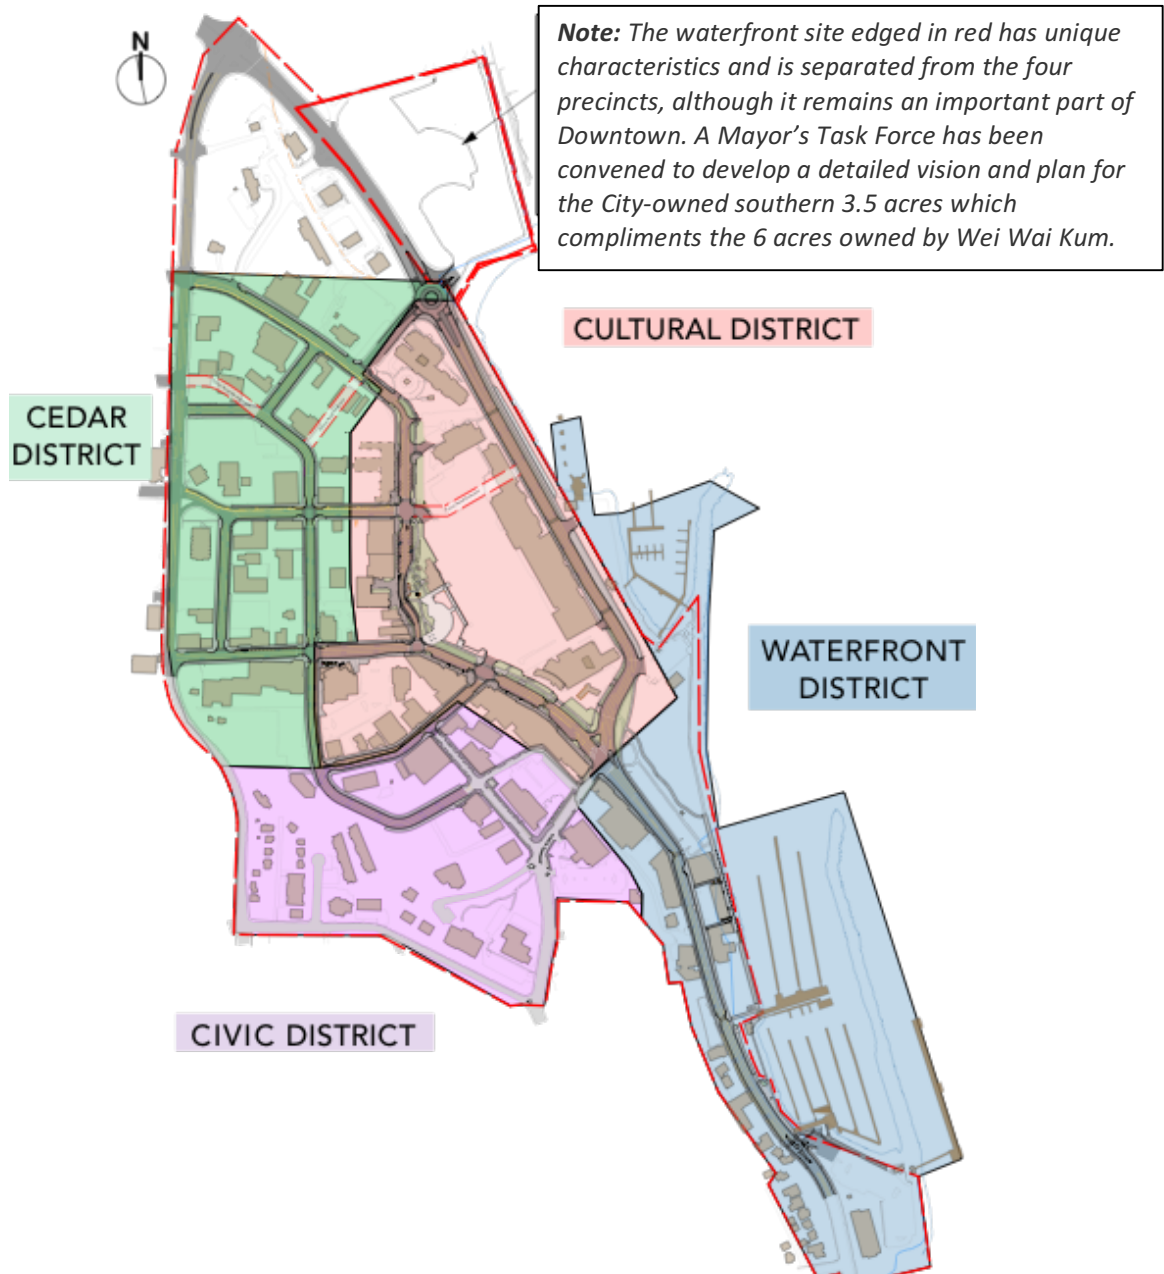 N
Note: The waterfront site edged in red has unique
characteristics and is separated from the four
precincts, although it remains an important part of
Downtown. A Mayor’s Task Force has been
convened to develop a detailed vision and plan for
the City-owned southern 3.5 acres which
compliments the 6 acres owned by Wei Wai Kum.
CULTURAL DISTRICT
CEDAR
DISTRICT
WATERFRONT
DISTRICT
CIVIC DISTRICT